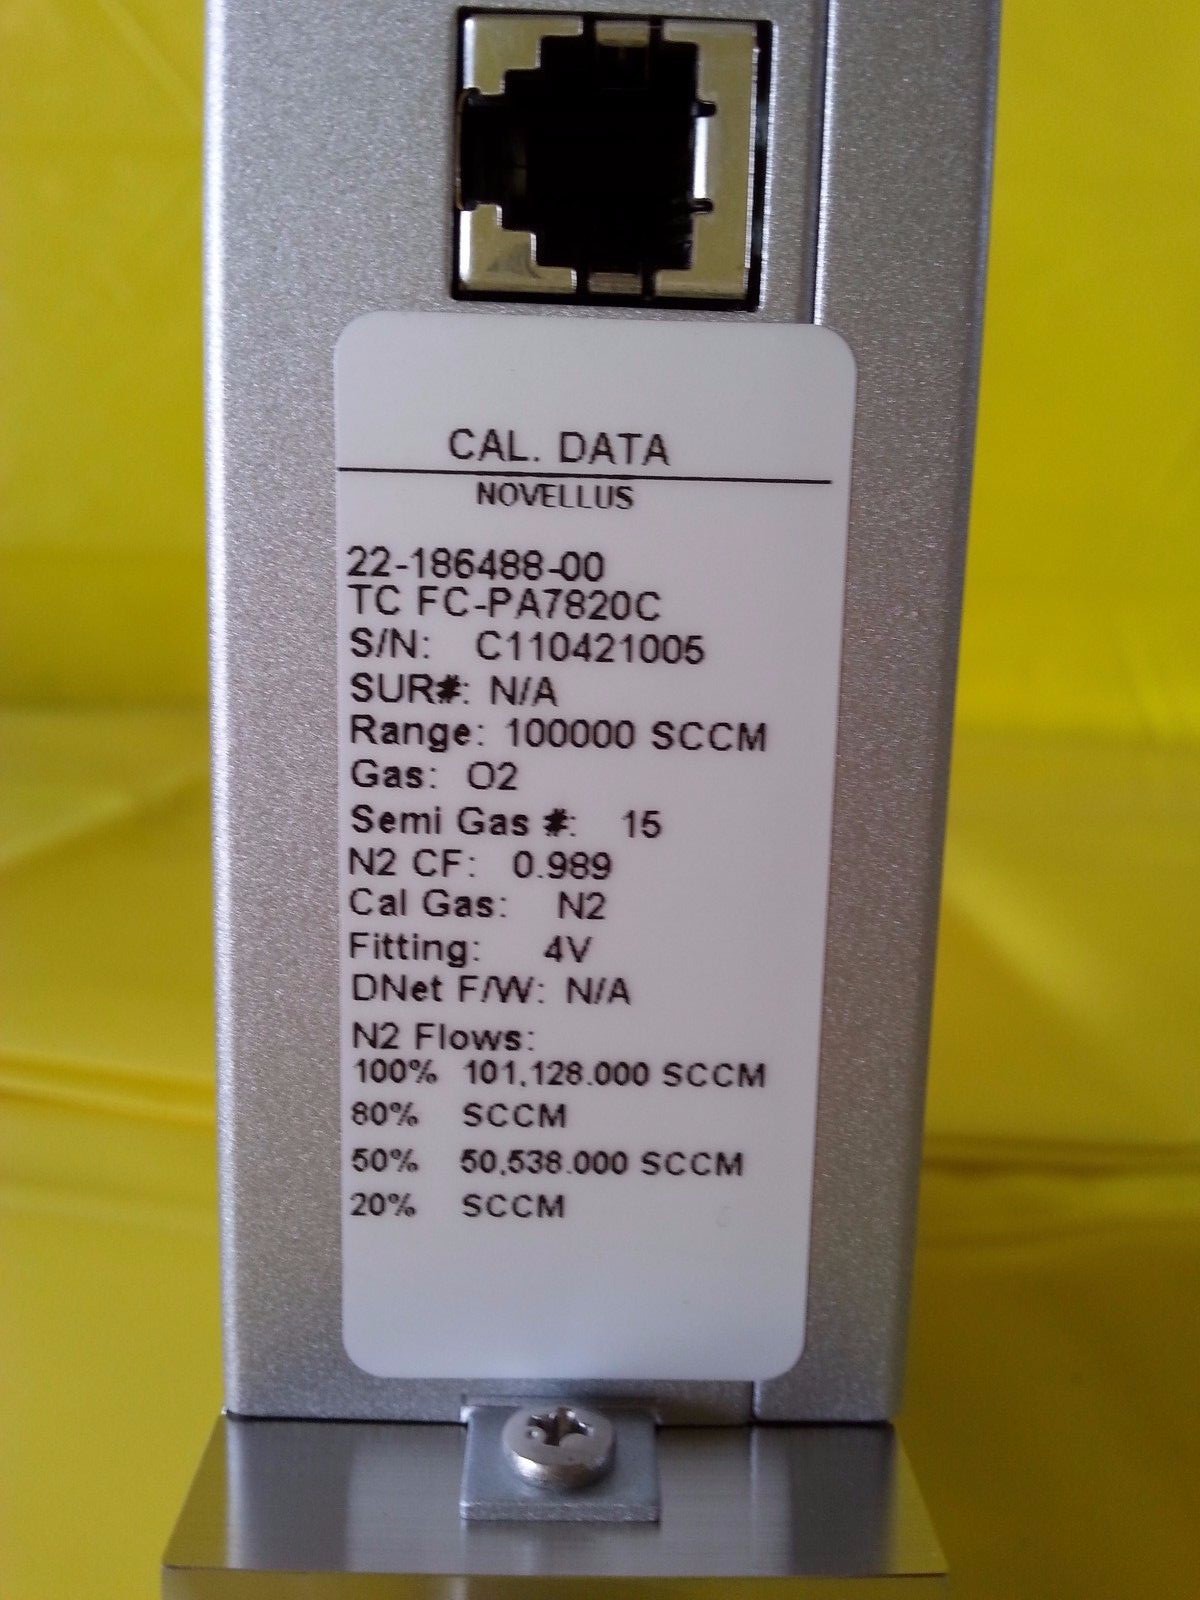 CAL. DATA
NOVELLUS
22-186488-00
TC FC-PA7820C
S/N: C110421005
SUR#: N/A
Range: 100000 SCCM
Gas: O2
Semi Gas #: 15
N2 CF: 0.989
Cal Gas: N2
Fitting: 4V
DNet F/W: N/A
N2 Flows:
100% 101,128.000 SCCM
80% SCCM
50% 50,538.000 SCCM
20% SCCM